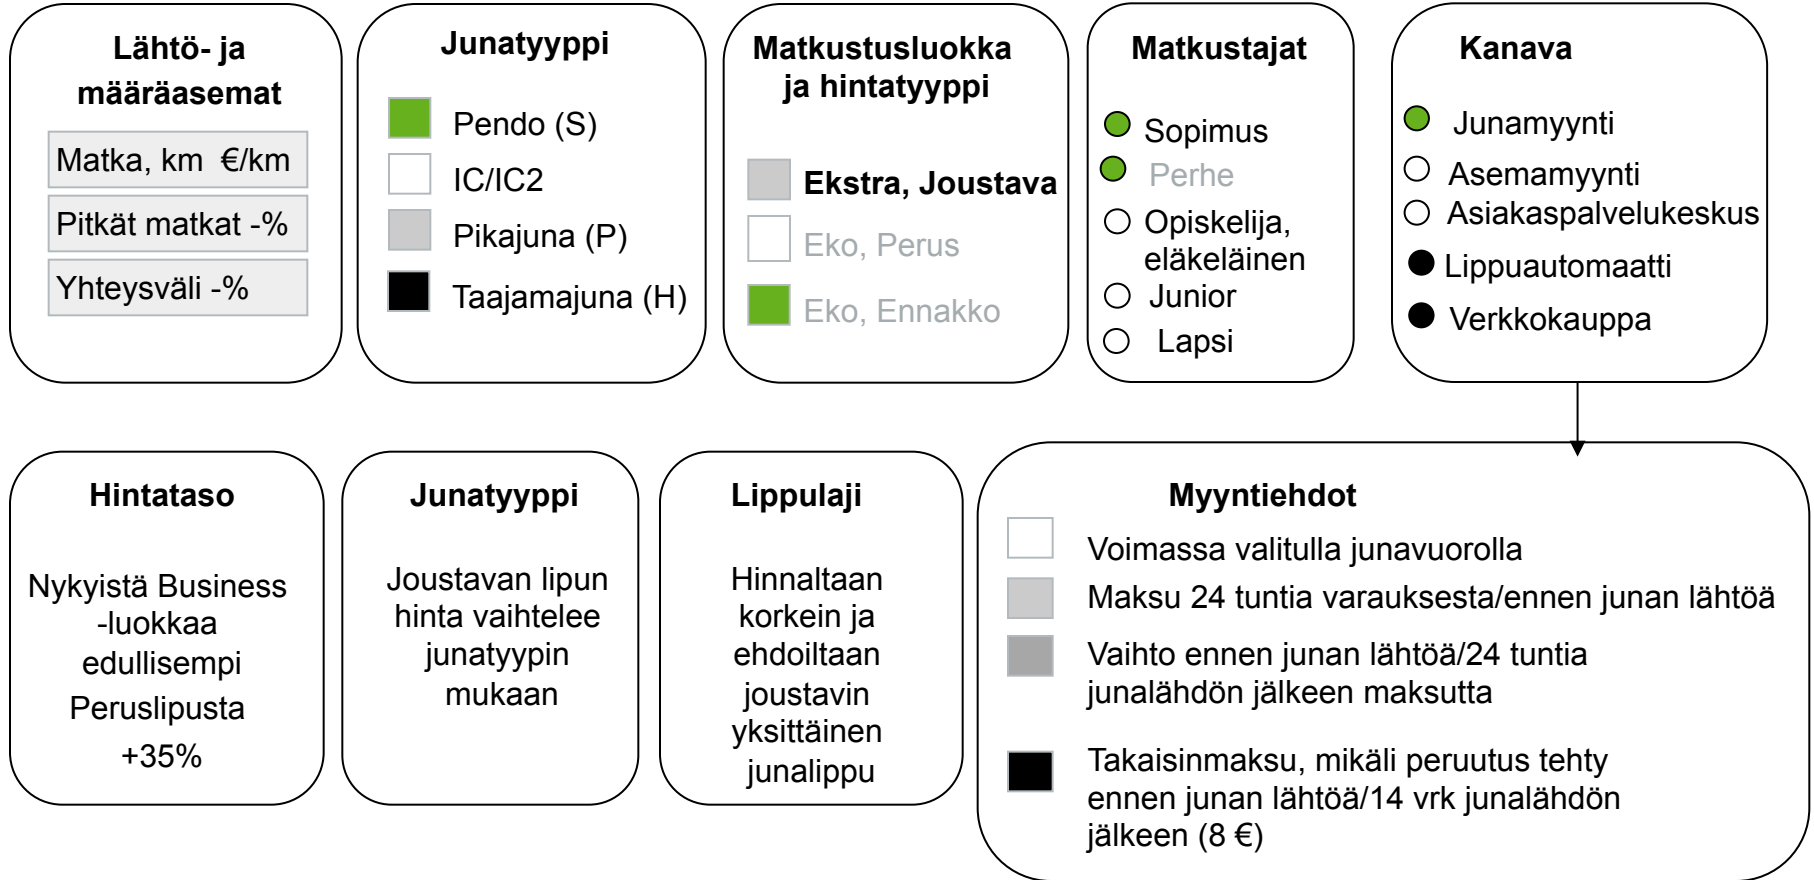 Lähtö- ja
määräasemat
Matka, km €/km
Pitkät matkat -%
Yhteysväli -%
Junatyyppi
Pendo (S)
IC/IC2
Pikajuna (P)
Taajamajuna (H)
Matkustusluokka
ja hintatyyppi
Ekstra, Joustava
Eko, Perus
Eko, Ennakko
Matkustajat
Sopimus
Perhe
Opiskelija,
eläkeläinen
Junior
Lapsi
Kanava
Junamyynti
Asemamyynti
Asiakaspalvelukeskus
Lippuautomaatti
Verkkokauppa
Hintataso
Nykyistä Business
-luokkaa
edullisempi
Peruslipusta
+35%
Junatyyppi
Joustavan lipun
hinta vaihtelee
junatyypin
mukaan
Lippulaji
Hinnaltaan
korkein ja
ehdoiltaan
joustavin
yksittäinen
junalippu
Myyntiehdot
Voimassa valitulla junavuorolla
Maksu 24 tuntia varauksesta/ennen junan lähtöä
Vaihto ennen junan lähtöä/24 tuntia
junalähdön jälkeen maksutta
Takaisinmaksu, mikäli peruutus tehty
ennen junan lähtöä/14 vrk junalähdön
jälkeen (8 €)